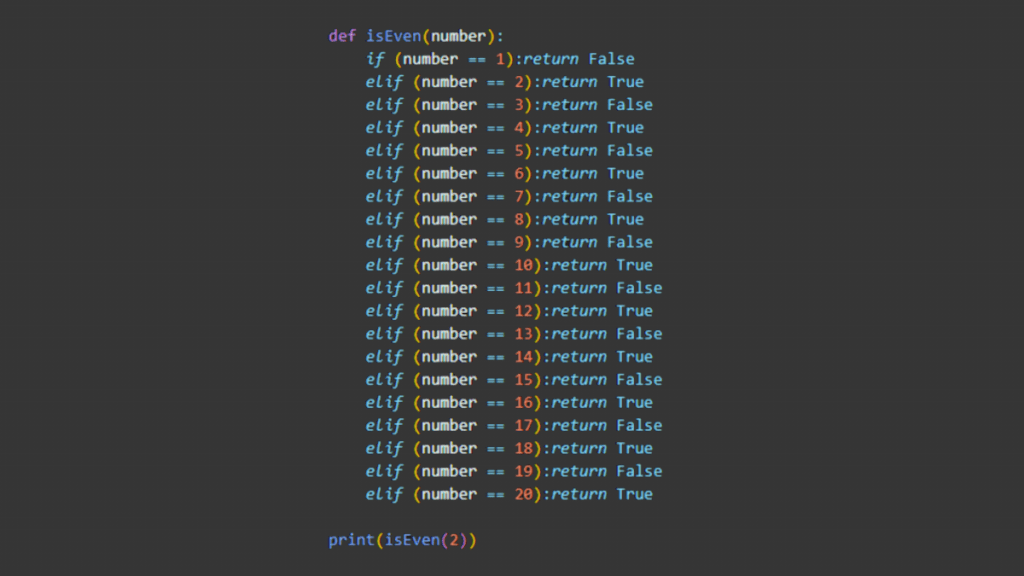 def isEven(number):
    if (number == 1):return False
    elif (number == 2):return True
    elif (number == 3):return False
    elif (number == 4):return True
    elif (number == 5):return False
    elif (number == 6):return True
    elif (number == 7):return False
    elif (number == 8):return True
    elif (number == 9):return False
    elif (number == 10):return True
    elif (number == 11):return False
    elif (number == 12):return True
    elif (number == 13):return False
    elif (number == 14):return True
    elif (number == 15):return False
    elif (number == 16):return True
    elif (number == 17):return False
    elif (number == 18):return True
    elif (number == 19):return False
    elif (number == 20):return True

print(isEven(2))